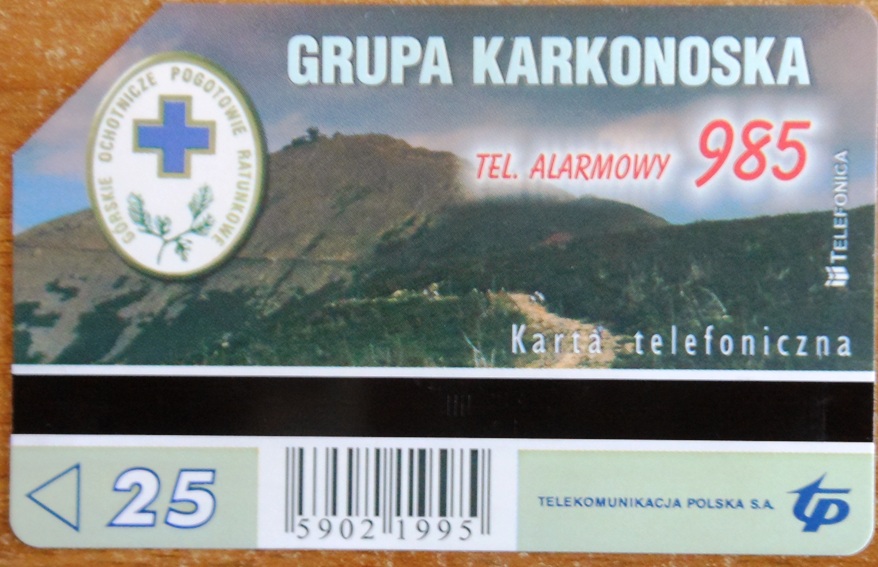 GRUPA KARKONOSKA
GÓRSKIE OCHOTNICZE POGOTOWIE RATUNKOWE
TEL. ALARMOWY 985
TELEFONICA
Karta telefoniczna
25
5902 1995
TELEKOMUNIKACJA POLSKA S.A.
tp